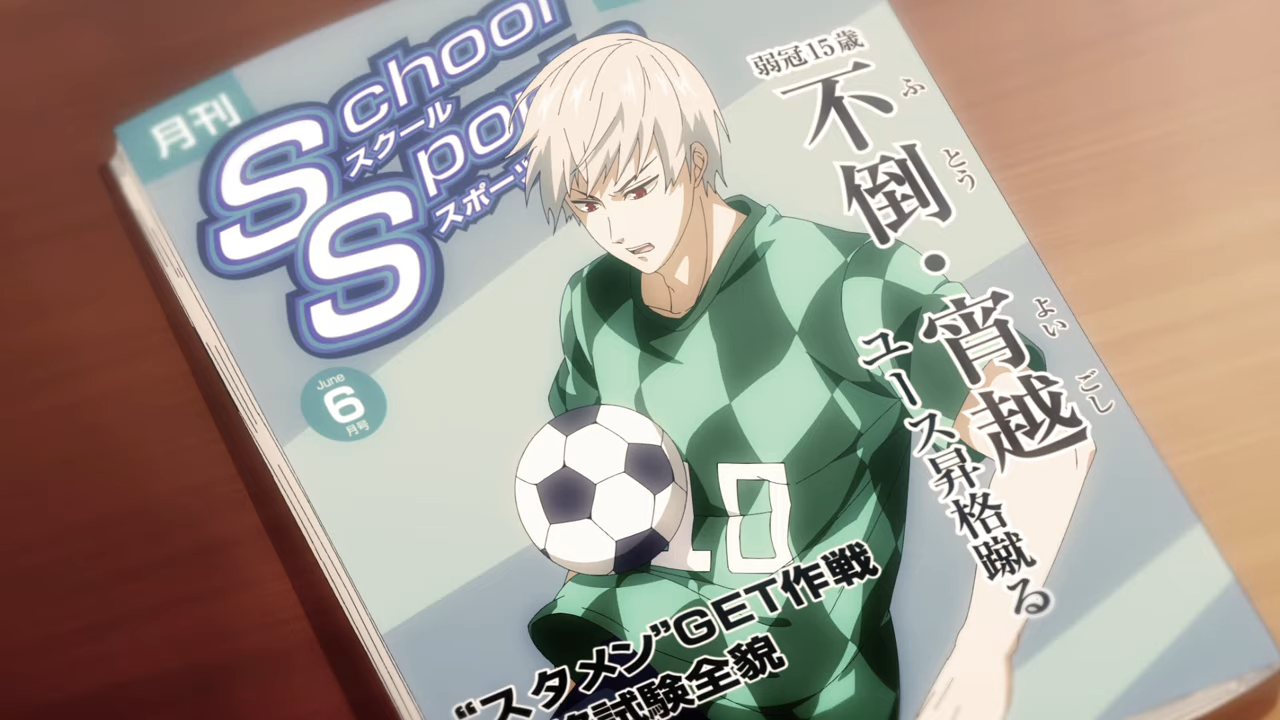 月刊
School
スクール
Sports
スポーツ
June
6
月号
弱冠15歳
不倒・宵越
ふとう
よいごし
ユース昇格蹴る
10
“スタメン”GET作戦
試験全貌